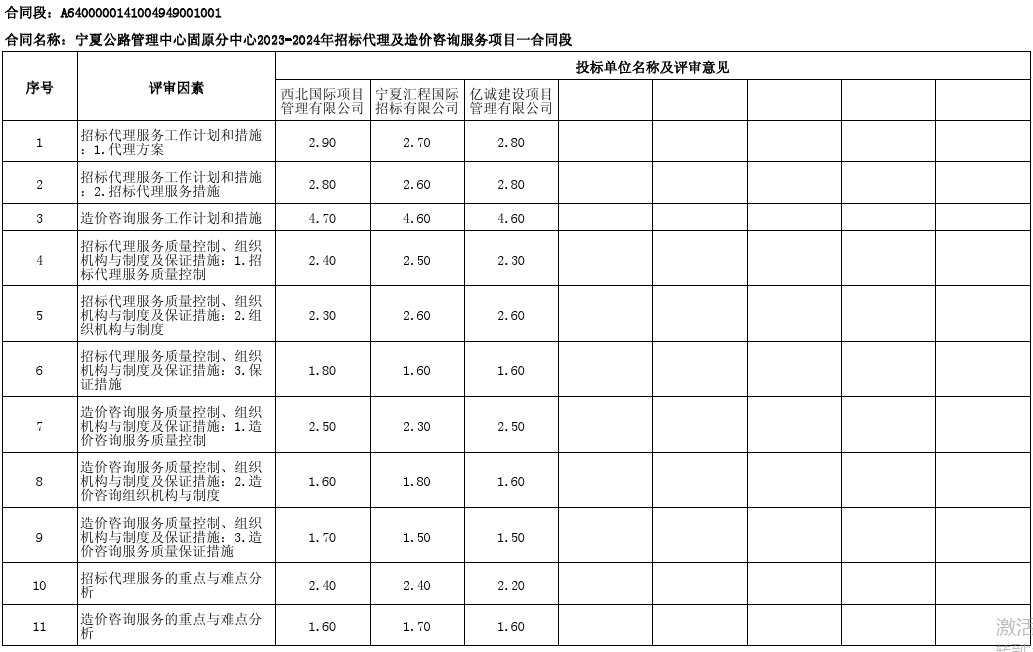 合同段：A6400000141004949001001
合同名称：宁夏公路管理中心固原分中心2023-2024年招标代理及造价咨询服务项目一合同段
序号 评审因素 投标单位名称及评审意见
西北国际项目 宁夏汇程国际 亿诚建设项目
管理有限公司 招标有限公司 管理有限公司
招标代理服务工作计划和措施
1 ：1.代理方案 2.90 2.70 2.80
招标代理服务工作计划和措施
2 ：2.招标代理服务措施 2.80 2.60 2.80
3 造价咨询服务工作计划和措施 4.70 4.60 4.60
招标代理服务质量控制、组织
4 机构与制度及保证措施：1.招 2.40 2.50 2.30
标代理服务质量控制
招标代理服务质量控制、组织
5 机构与制度及保证措施：2.组 2.30 2.60 2.60
织机构与制度
招标代理服务质量控制、组织
6 机构与制度及保证措施：3.保 1.80 1.60 1.60
证措施
造价咨询服务质量控制、组织
7 机构与制度及保证措施：1.造 2.50 2.30 2.50
价咨询服务质量控制
造价咨询服务质量控制、组织
8 机构与制度及保证措施：2.造 1.60 1.80 1.60
价咨询组织机构与制度
造价咨询服务质量控制、组织
9 机构与制度及保证措施：3.造 1.70 1.50 1.50
价咨询服务质量保证措施
招标代理服务的重点与难点分
10 析 2.40 2.40 2.20
造价咨询服务的重点与难点分
11 析 1.60 1.70 1.60
激活